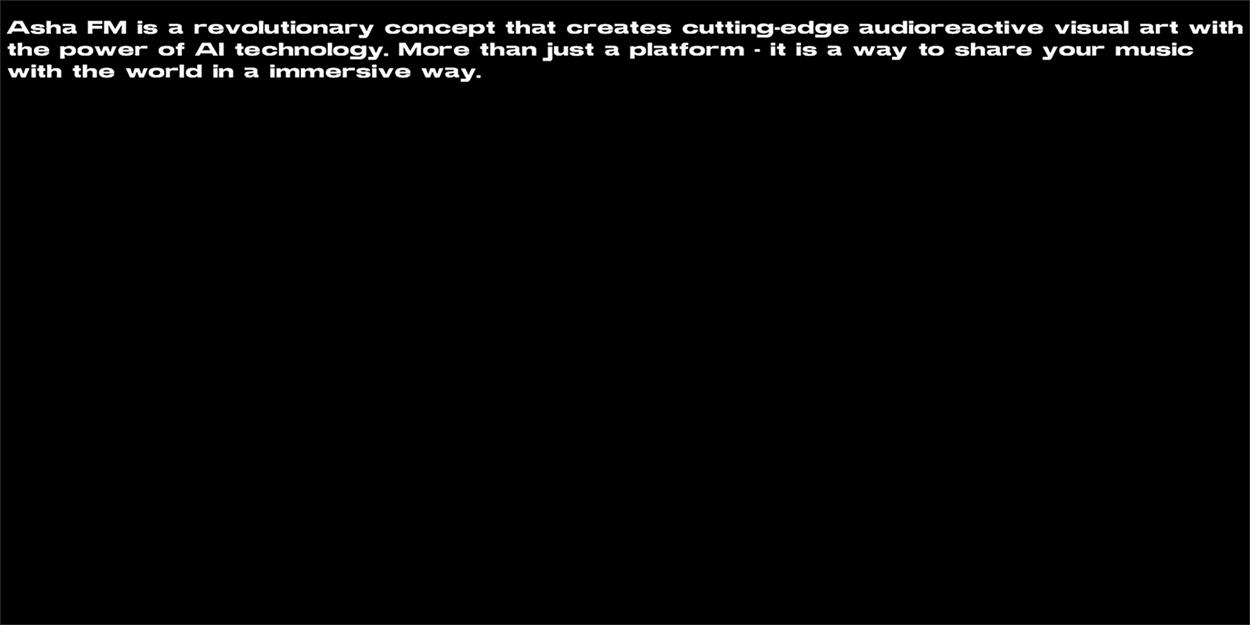 Asha FM is a revolutionary concept that creates cutting-edge audioreactive visual art with
the power of AI technology. More than just a platform - it is a way to share your music
with the world in a immersive way.